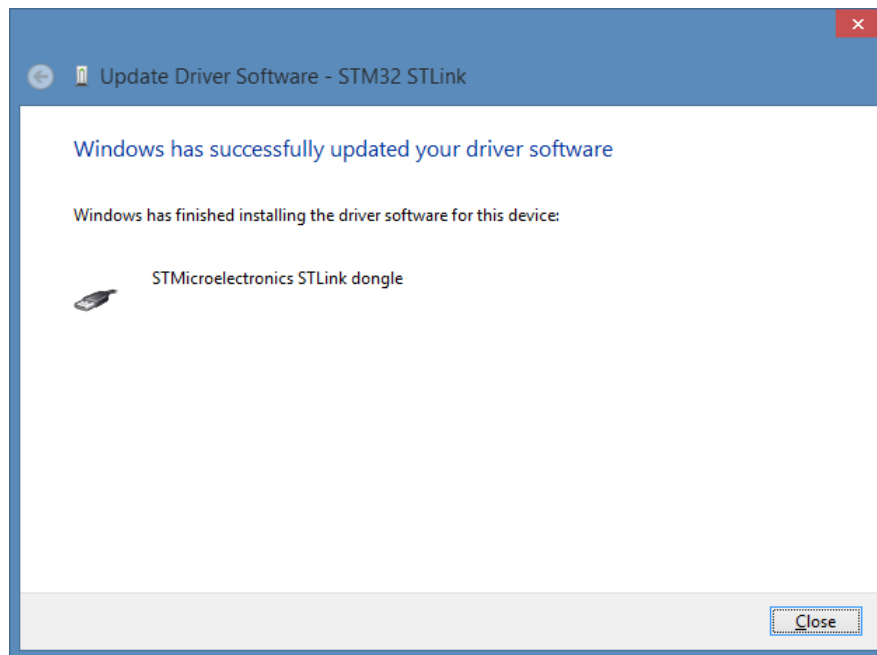 Update Driver Software - STM32 STLink
Windows has successfully updated your driver software
Windows has finished installing the driver software for this device:
STMicroelectronics STLink dongle
Close